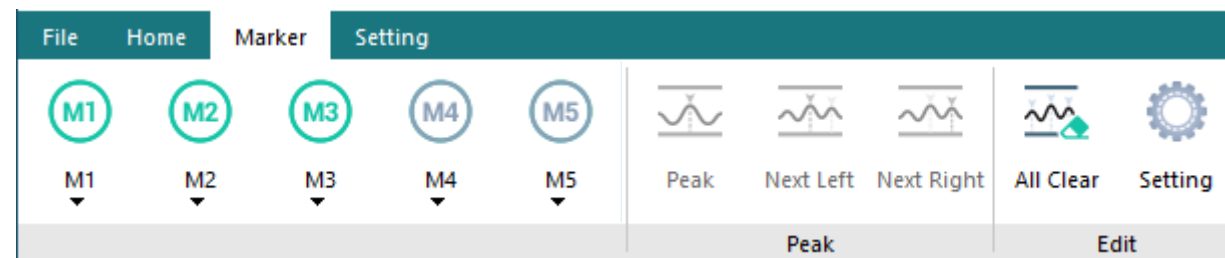 File Home Marker Setting
M1 M2 M3 M4 M5
M1 M2 M3 M4 M5 Peak Next Left Next Right All Clear Setting
Peak Edit